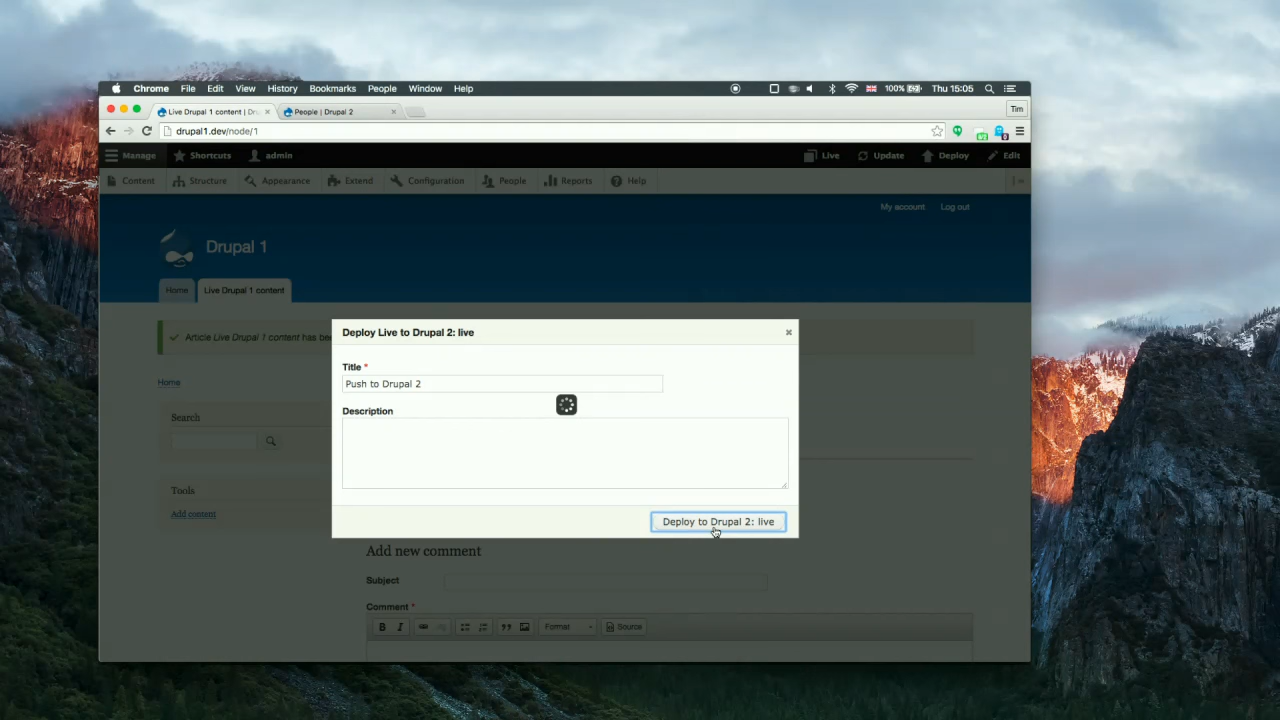 Chrome File Edit View History Bookmarks People Window Help 100% Thu 15:05
Live Drupal 1 content | Dr People | Drupal 2 Tim
drupal1.dev/node/1
Manage Shortcuts admin Live Update Deploy Edit
Content Structure Appearance Extend Configuration People Reports Help
My account Log out
Drupal 1
Home Live Drupal 1 content
Article Live Drupal 1 content has be
Deploy Live to Drupal 2: live
Title *
Push to Drupal 2
Description
Deploy to Drupal 2: live
Home
Search
Tools
Add content
Add new comment
Subject
Comment *
B I Format Source